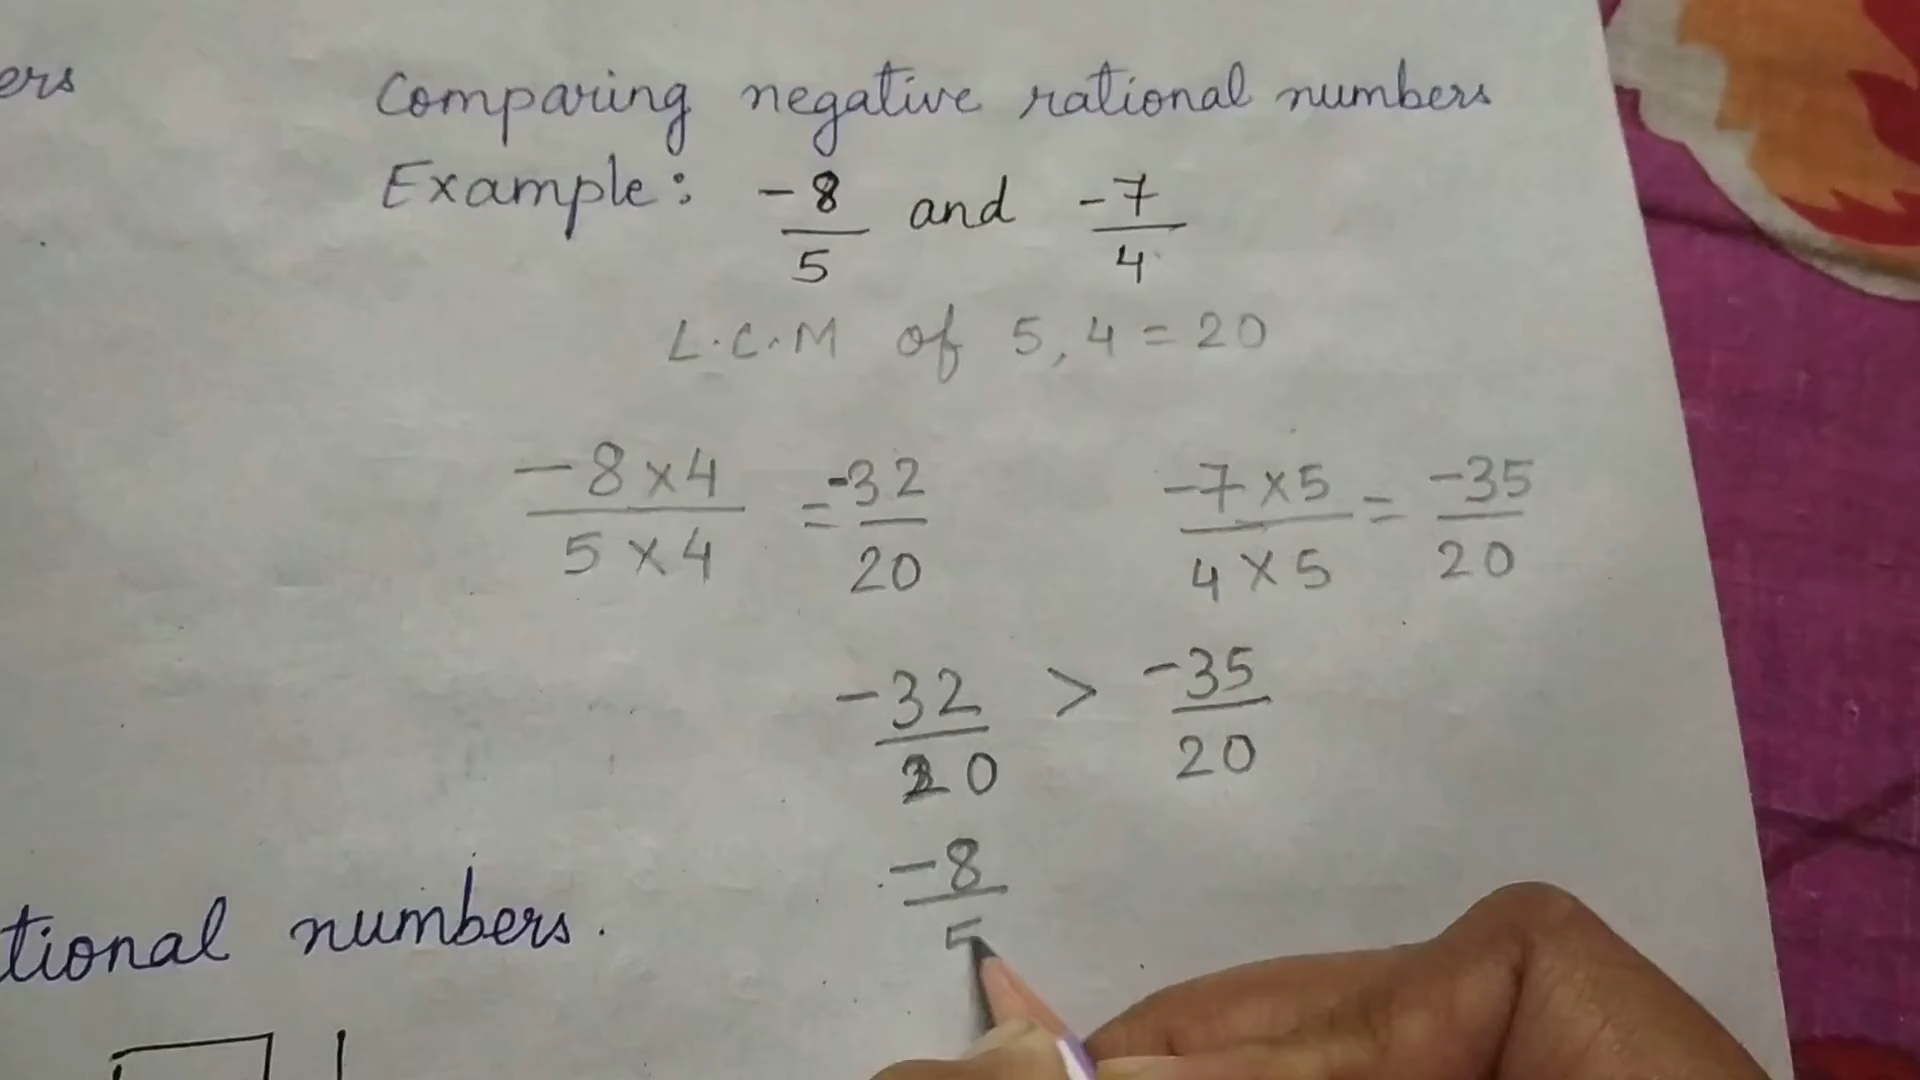 ers
Comparing negative rational numbers
Example: -8/5 and -7/4
L.C.M of 5, 4 = 20
-8×4/5×4 = -32/20
-7×5/4×5 = -35/20
-32/20 > -35/20
-8/5
tional numbers.